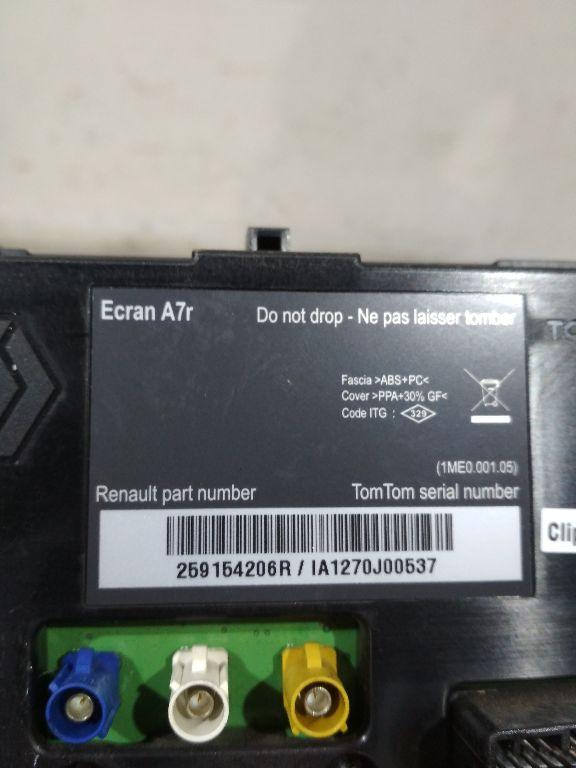 Ecran A7r
Do not drop - Ne pas laisser tomber
Fascia >ABS+PC<
Cover >PPA+30% GF<
Code ITG : 329
(1ME0.001.05)
Renault part number TomTom serial number
259154206R / IA1270J00537